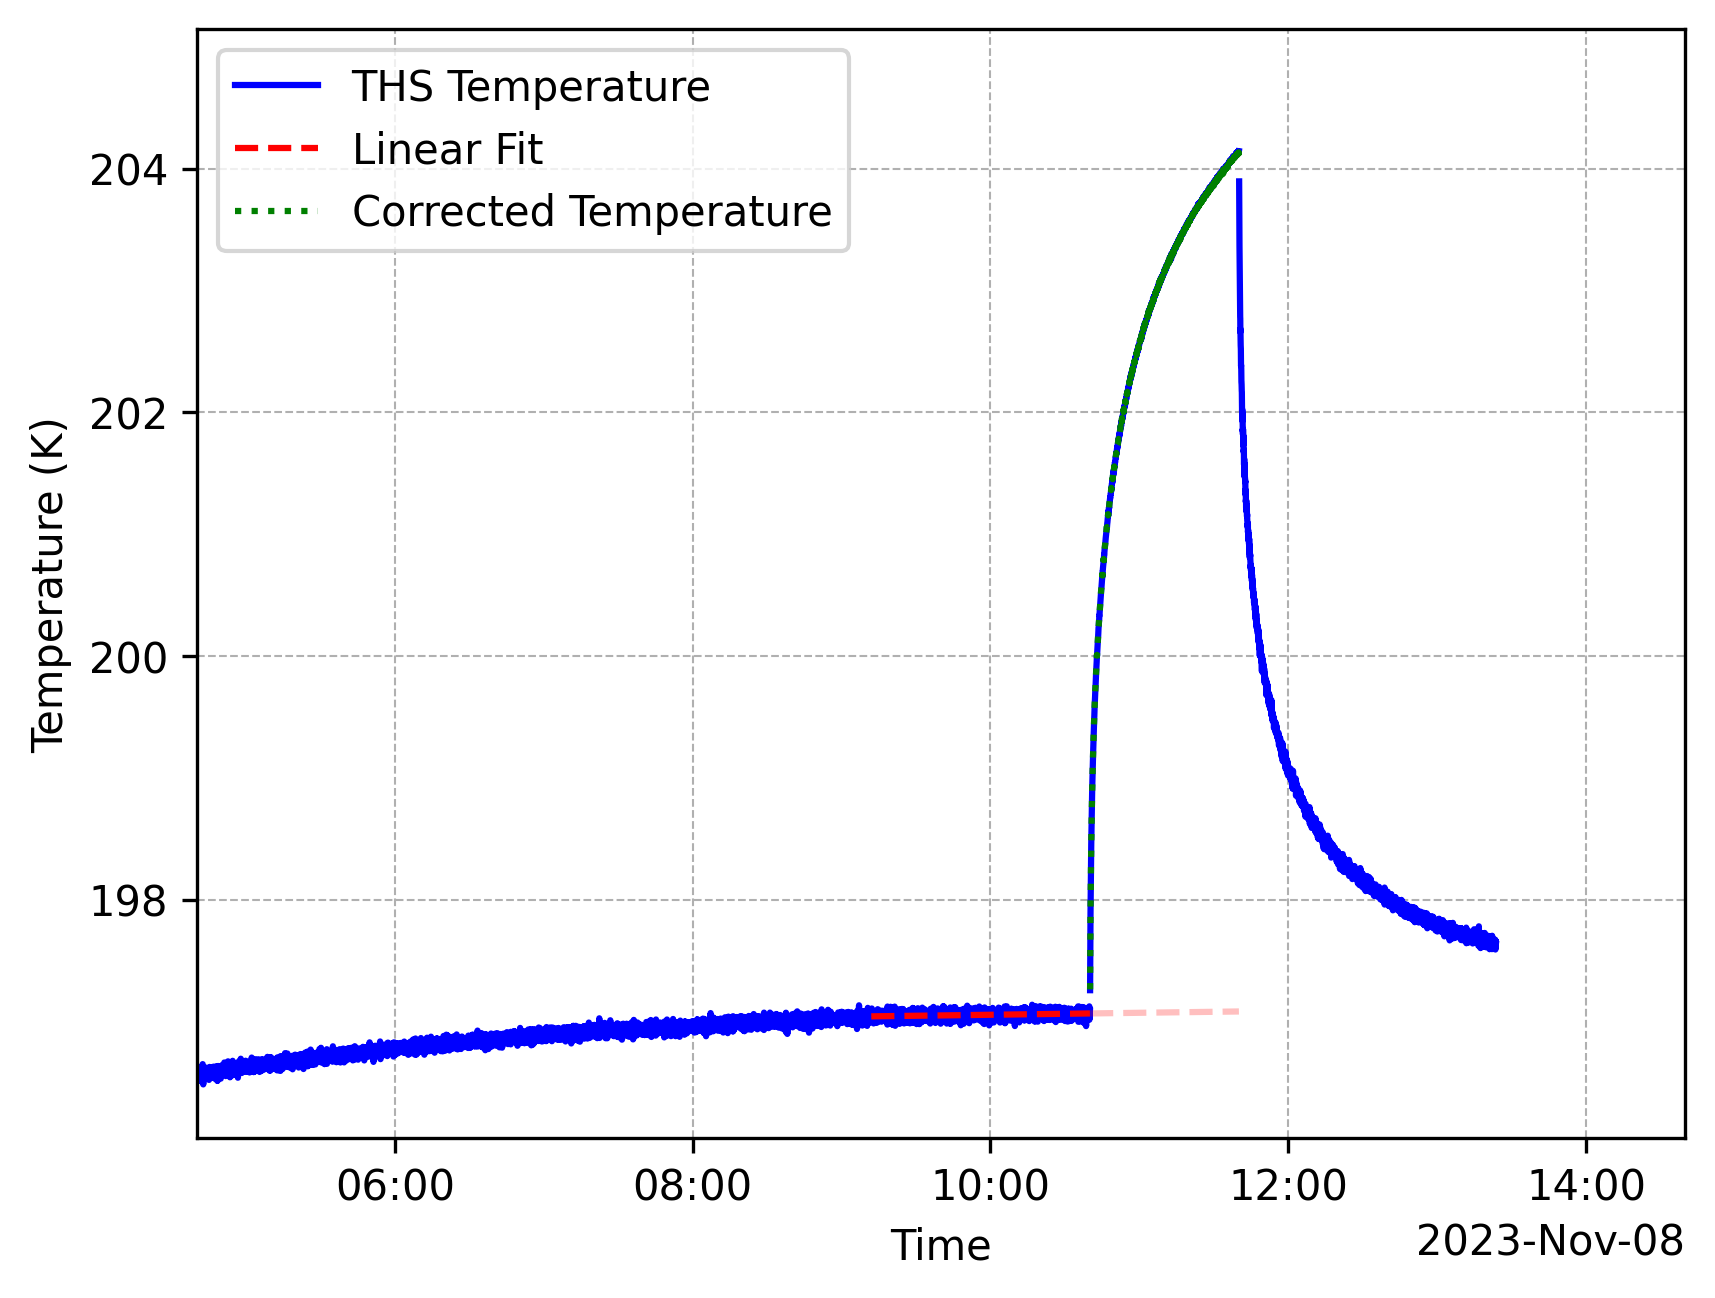 THS Temperature
Linear Fit
Corrected Temperature
204
202
200
198
Temperature (K)
06:00
08:00
10:00
12:00
14:00
Time
2023-Nov-08